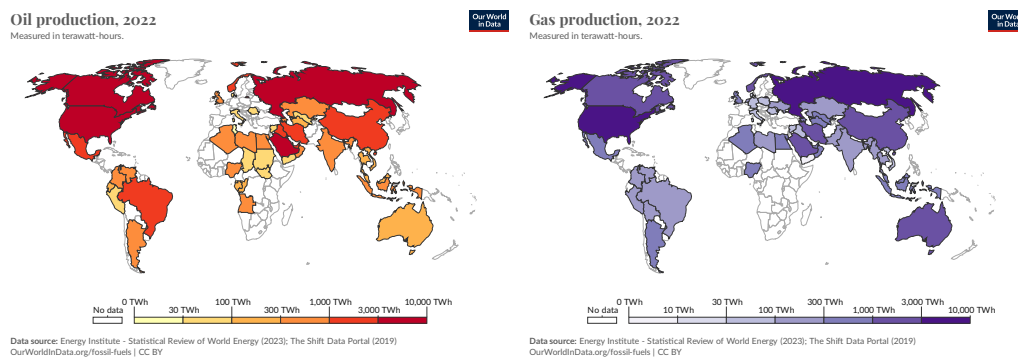 Oil production, 2022
Measured in terawatt-hours.
Our World
in Data
No data
0 TWh
30 TWh
100 TWh
300 TWh
1,000 TWh
3,000 TWh
10,000 TWh
Data source: Energy Institute - Statistical Review of World Energy (2023); The Shift Data Portal (2019)
OurWorldInData.org/fossil-fuels | CC BY
Gas production, 2022
Measured in terawatt-hours.
Our World
in Data
No data
0 TWh
10 TWh
30 TWh
100 TWh
300 TWh
1,000 TWh
3,000 TWh
10,000 TWh
Data source: Energy Institute - Statistical Review of World Energy (2023); The Shift Data Portal (2019)
OurWorldInData.org/fossil-fuels | CC BY